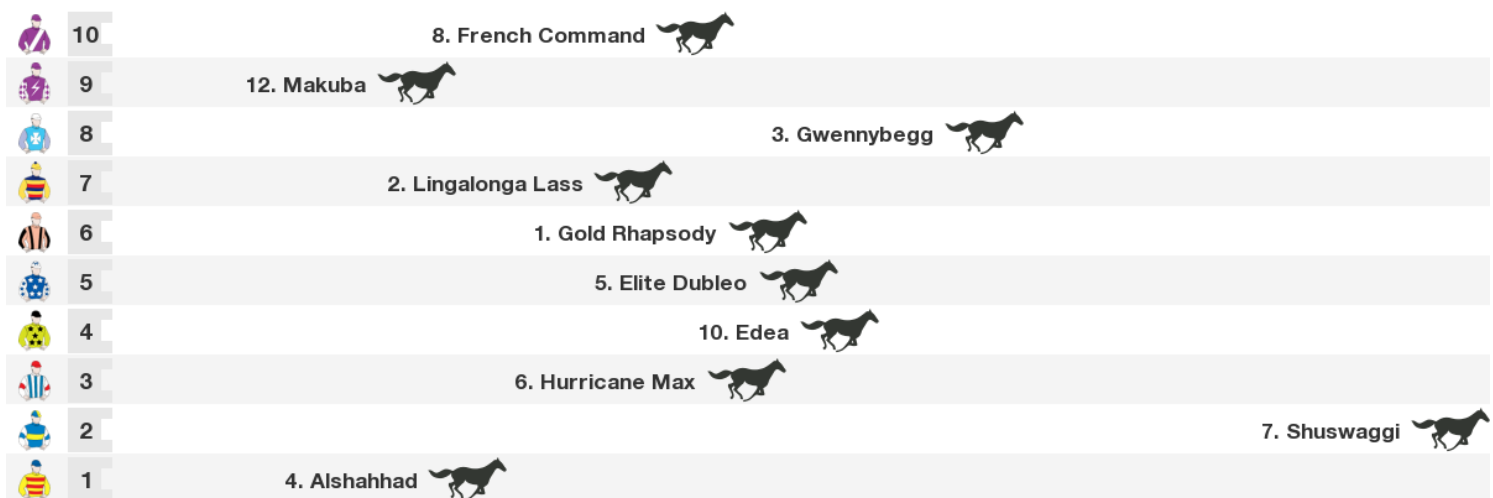 10 8. French Command
9 12. Makuba
8 3. Gwennybegg
7 2. Lingalonga Lass
6 1. Gold Rhapsody
5 5. Elite Dubleo
4 10. Edea
3 6. Hurricane Max
2 7. Shuswaggi
1 4. Alshahhad